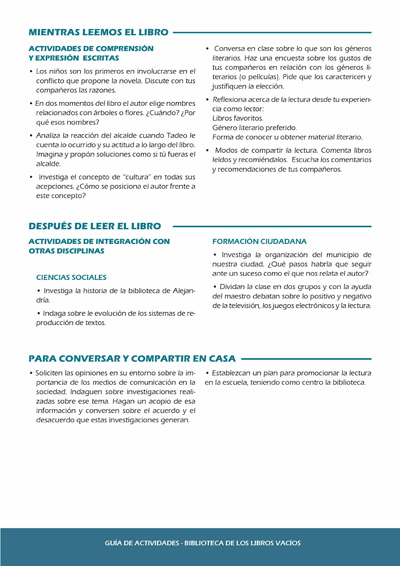 MIENTRAS LEEMOS EL LIBRO
ACTIVIDADES DE COMPRENSIÓN
Y EXPRESIÓN ESCRITAS
• Los niños son los primeros en involucrarse en el
conflicto que propone la novela. Discute con tus
compañeros las razones.
• En dos momentos del libro el autor elige nombres
relacionados con árboles o flores. ¿Cuándo? ¿Por
qué esos nombres?
• Analiza la reacción del alcalde cuando Tadeo le
cuenta lo ocurrido y su actitud a lo largo del libro.
Imagina y propón soluciones como si tú fueras el
alcalde.
• Investiga el concepto de "cultura" en todas sus
acepciones. ¿Cómo se posiciona el autor frente a
este concepto?
• Conversa en clase sobre lo que son los géneros
literarios. Haz una encuesta sobre los gustos de
tus compañeros en relación con los géneros li-
terarios (o películas). Pide que los caractericen y
justifiquen la elección.
• Reflexiona acerca de la lectura desde tu experien-
cia como lector:
Libros favoritos.
Género literario preferido.
Forma de conocer u obtener material literario.
• Modos de compartir la lectura. Comenta libros
leídos y recomiéndalos. Escucha los comentarios
y recomendaciones de tus compañeros.
DESPUÉS DE LEER EL LIBRO
ACTIVIDADES DE INTEGRACIÓN CON
OTRAS DISCIPLINAS
CIENCIAS SOCIALES
• Investiga la historia de la biblioteca de Alejan-
dría.
• Indaga sobre le evolución de los sistemas de re-
producción de textos.
FORMACIÓN CIUDADANA
• Investiga la organización del municipio de
nuestra ciudad. ¿Qué pasos habría que seguir
ante un suceso como el que nos relata el autor?
• Dividan la clase en dos grupos y con la ayuda
del maestro debatan sobre lo positivo y negativo
de la televisión, los juegos electrónicos y la lectura.
PARA CONVERSAR Y COMPARTIR EN CASA
• Soliciten las opiniones en su entorno sobre la im-
portancia de los medios de comunicación en la
sociedad. Indaguen sobre investigaciones reali-
zadas sobre ese tema. Hagan un acopio de esa
información y conversen sobre el acuerdo y el
desacuerdo que estas investigaciones generan.
• Establezcan un plan para promocionar la lectura
en la escuela, teniendo como centro la biblioteca.
GUÍA DE ACTIVIDADES - BIBLIOTECA DE LOS LIBROS VACÍOS